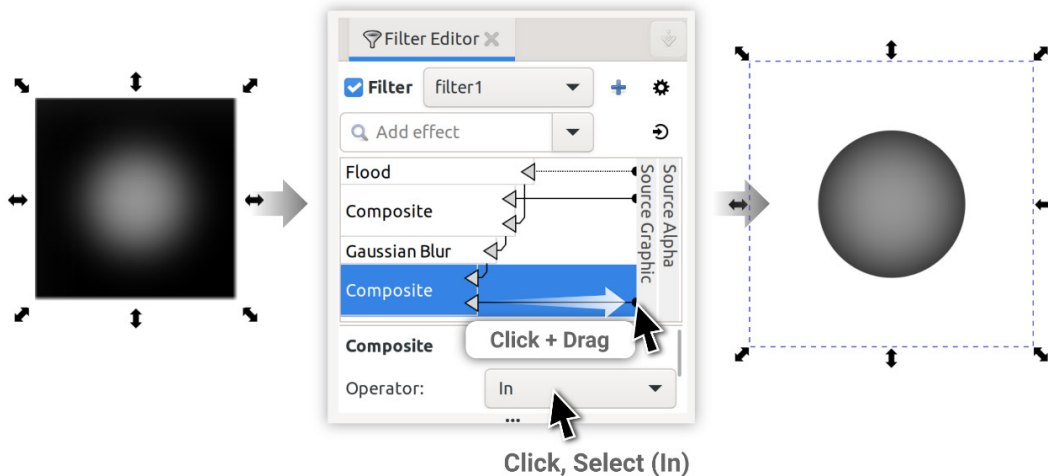 Filter Editor
Filter
filter1
Add effect
Flood
Composite
Gaussian Blur
Composite
Source Graphic
Source Alpha
Click + Drag
Composite
Operator:
In
Click, Select (In)